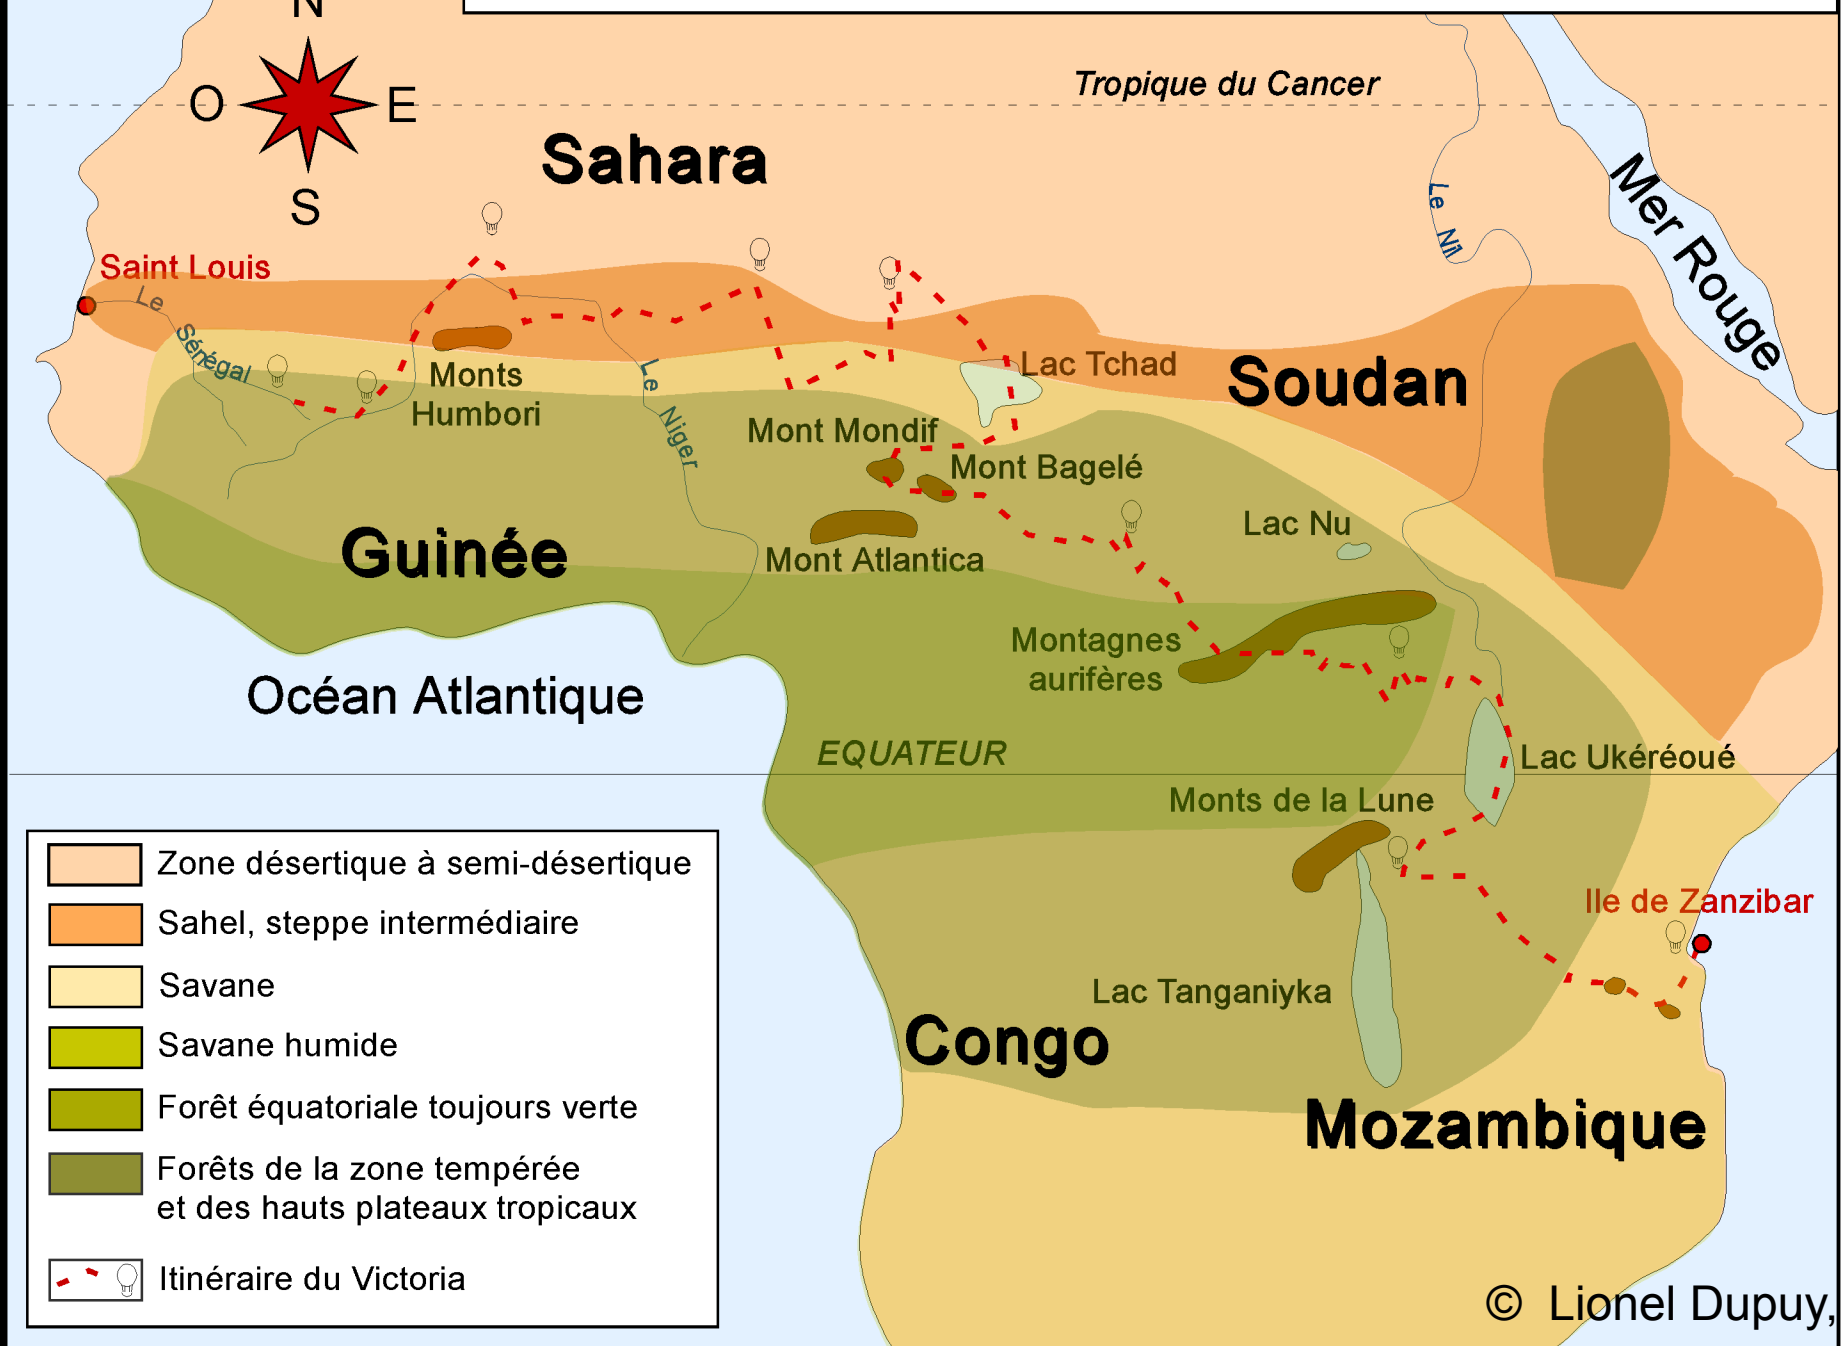 N
Tropique du Cancer
O
E
Sahara
S
Le Nil
Mer Rouge
Saint Louis
Le Sénégal
Monts
Humbori
Le Niger
Lac Tchad
Soudan
Mont Mondif
Mont Bagelé
Lac Nu
Guinée
Mont Atlantica
Montagnes
aurifères
Océan Atlantique
EQUATEUR
Lac Ukéréoué
Monts de la Lune
Ile de Zanzibar
Lac Tanganiyka
Congo
Mozambique
Zone désertique à semi-désertique
Sahel, steppe intermédiaire
Savane
Savane humide
Forêt équatoriale toujours verte
Forêts de la zone tempérée
et des hauts plateaux tropicaux
Itinéraire du Victoria
© Lionel Dupuy,